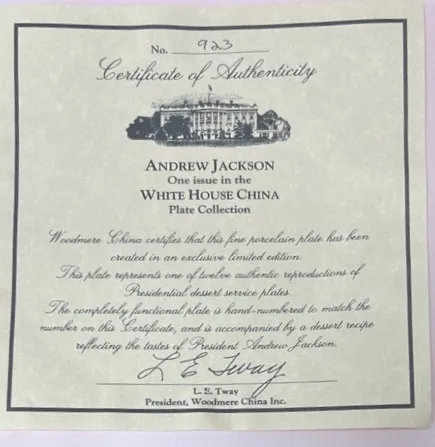 No. 923
Certificate of Authenticity
ANDREW JACKSON
One issue in the
WHITE HOUSE CHINA
Plate Collection
Woodmere China certifies that this fine porcelain plate has been
created in an exclusive limited edition.
This plate represents one of twelve authentic reproductions of
Presidential dessert service plates.
The completely functional plate is hand-numbered to match the
number on this Certificate, and is accompanied by a dessert recipe
reflecting the tastes of President Andrew Jackson.
L E Tway
L. E. Tway
President, Woodmere China Inc.